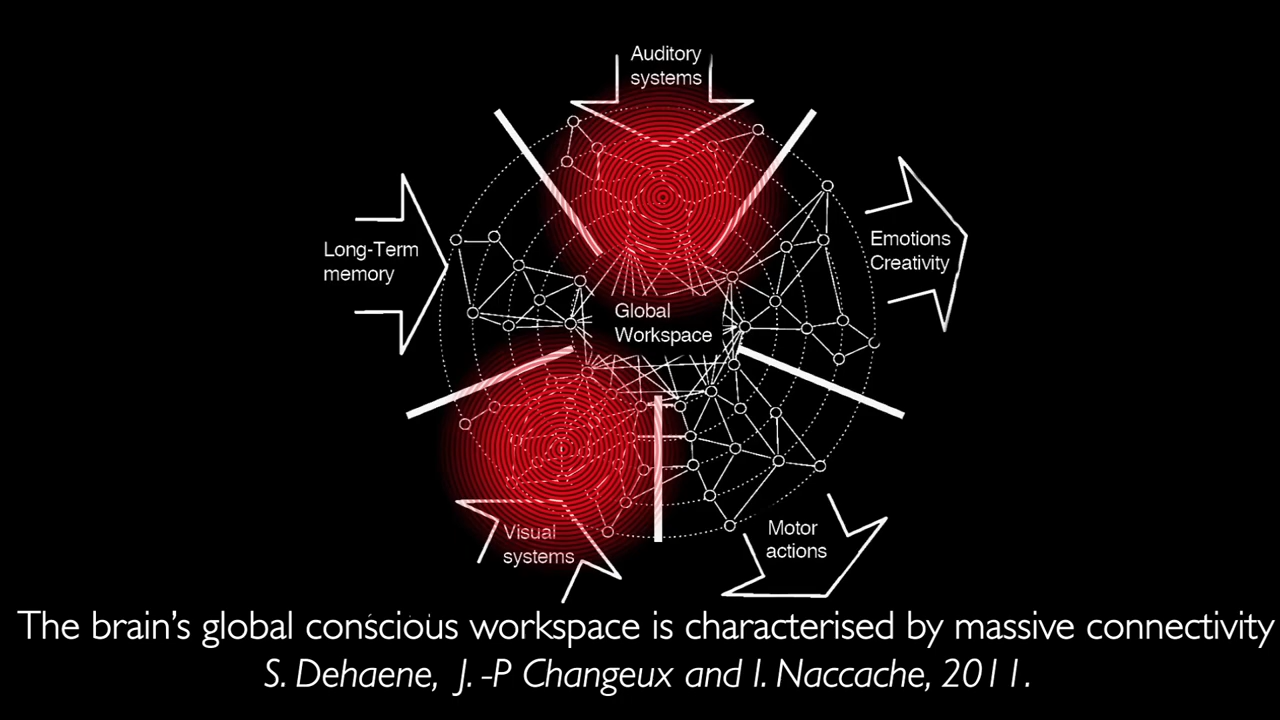 Auditory
systems
Long-Term
memory
Emotions
Creativity
Global
Workspace
Visual
systems
Motor
actions
The brain's global conscious workspace is characterised by massive connectivity
S. Dehaene, J. -P Changeux and I. Naccache, 2011.